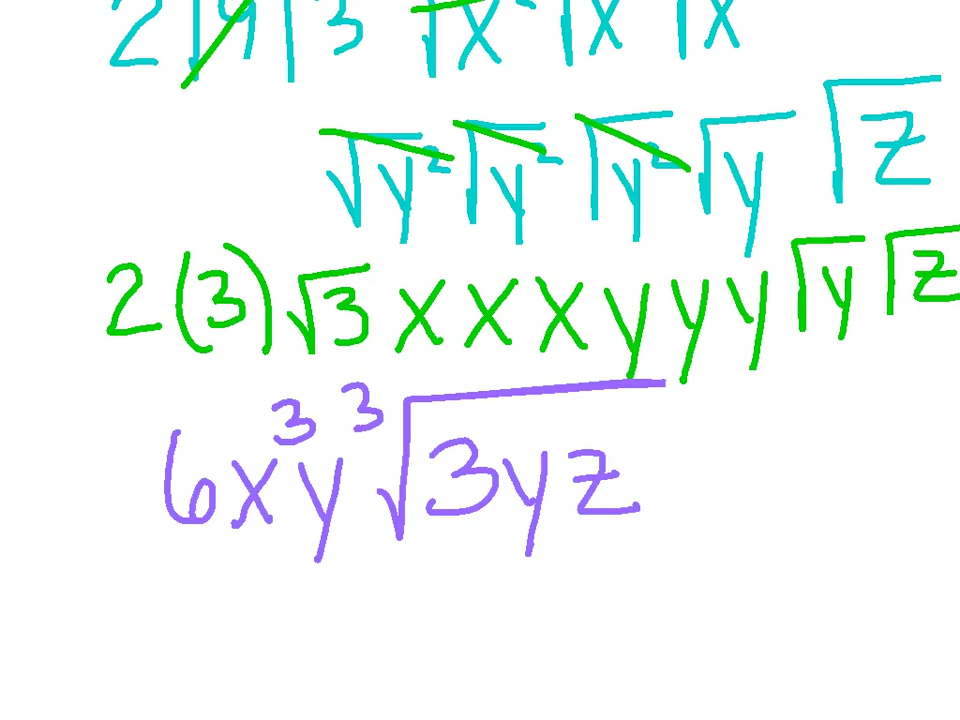 2 √9 √3 √x² √x √x
√y² √y² √y² √y √z
2 (3) √3 x x x y y y √y √z
6x³y³√3yz